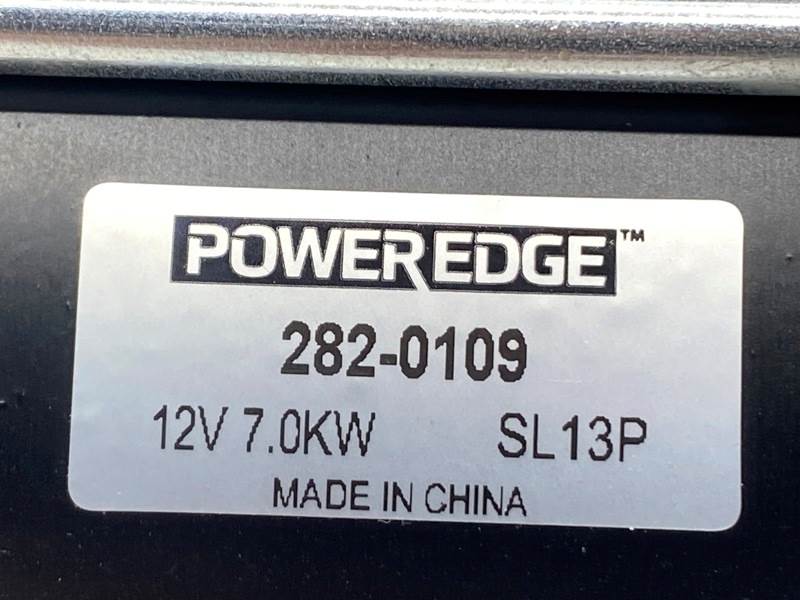 POWEREDGE™
282-0109
12V 7.0KW SL13P
MADE IN CHINA